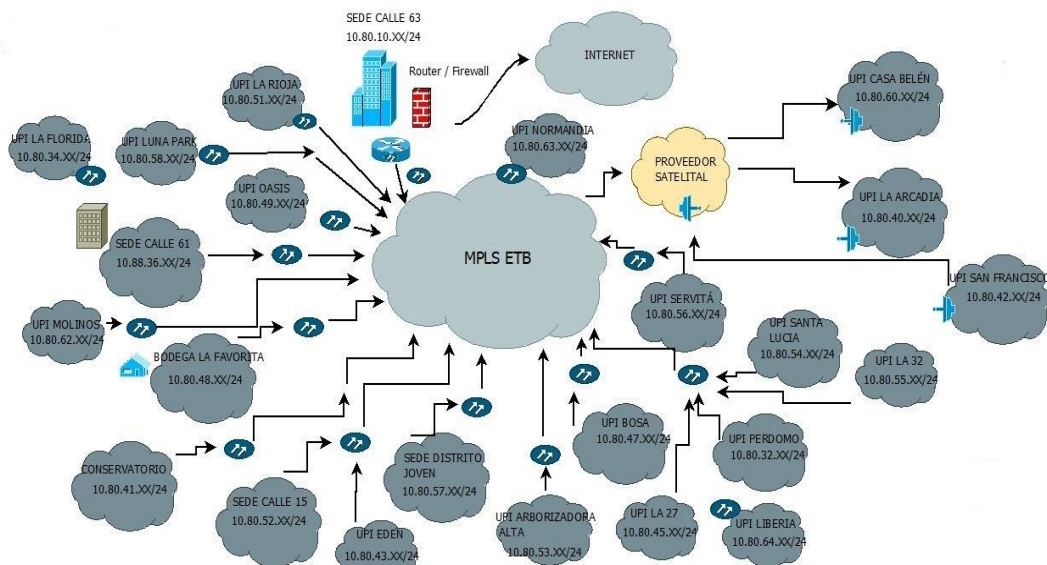 SEDE CALLE 63
10.80.10.XX/24
Router / Firewall
INTERNET
UPI LA RIOJA
10.80.51.XX/24
UPI LA FLORIDA
10.80.34.XX/24
UPI LUNA PARK
10.80.58.XX/24
UPI NORMANDIA
10.80.63.XX/24
UPI CASA BELÉN
10.80.60.XX/24
PROVEEDOR
SATELITAL
UPI OASIS
10.80.49.XX/24
UPI LA ARCADIA
10.80.40.XX/24
SEDE CALLE 61
10.88.36.XX/24
MPLS ETB
UPI SAN FRANCISCO
10.80.42.XX/24
UPI SERVITÁ
10.80.56.XX/24
UPI MOLINOS
10.80.62.XX/24
UPI SANTA
LUCIA
10.80.54.XX/24
BODEGA LA FAVORITA
10.80.48.XX/24
UPI LA 32
10.80.55.XX/24
UPI BOSA
10.80.47.XX/24
UPI PERDOMO
10.80.32.XX/24
CONSERVATORIO
10.80.41.XX/24
SEDE DISTRITO
JOVEN
10.80.57.XX/24
SEDE CALLE 15
10.80.52.XX/24
UPI EDEN
10.80.43.XX/24
UPI ARBORIZADORA
ALTA
10.80.53.XX/24
UPI LA 27
10.80.45.XX/24
UPI LIBERIA
10.80.64.XX/24